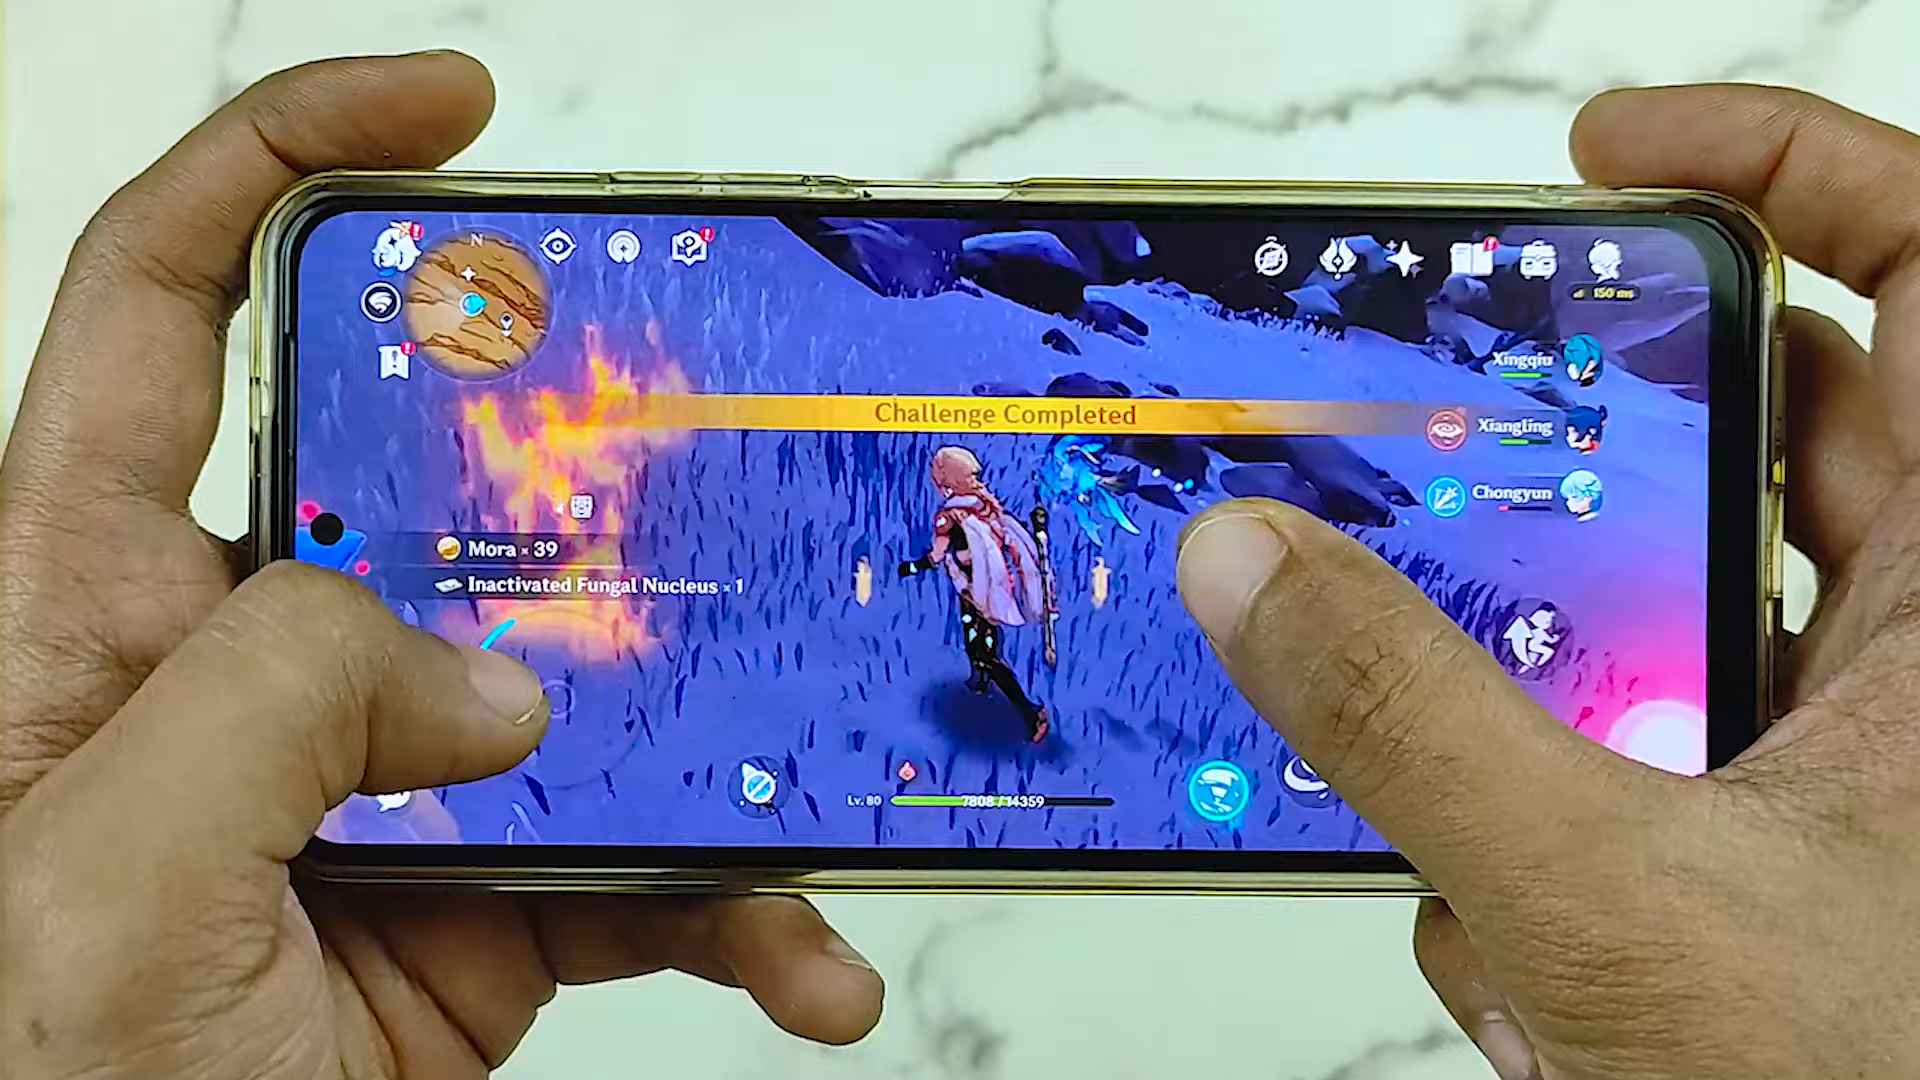 N
150 ms
Xingqiu
Challenge Completed
Xiangling
Chongyun
Mora × 39
Inactivated Fungal Nucleus × 1
Lv. 80
7808 / 14359